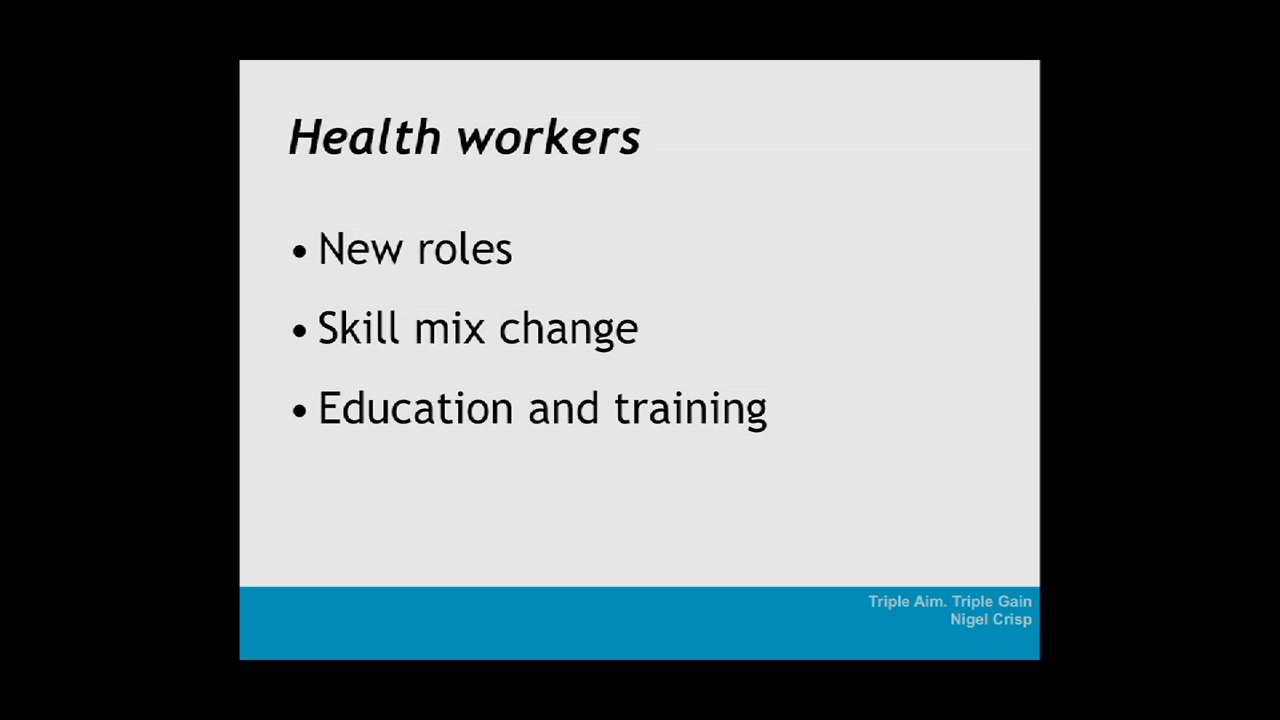 Health workers
• New roles
• Skill mix change
• Education and training
Triple Aim. Triple Gain
Nigel Crisp